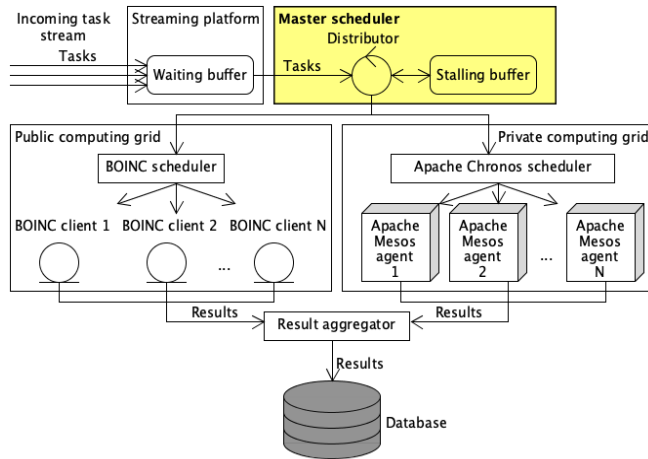 Incoming task
stream
Tasks
Streaming platform
Waiting buffer
Master scheduler
Distributor
Tasks
Stalling buffer
Public computing grid
BOINC scheduler
BOINC client 1
BOINC client 2
BOINC client N
...
Private computing grid
Apache Chronos scheduler
Apache
Mesos
agent
1
Apache
Mesos
agent
2
...
Apache
Mesos
agent
N
Results
Result aggregator
Results
Results
Database